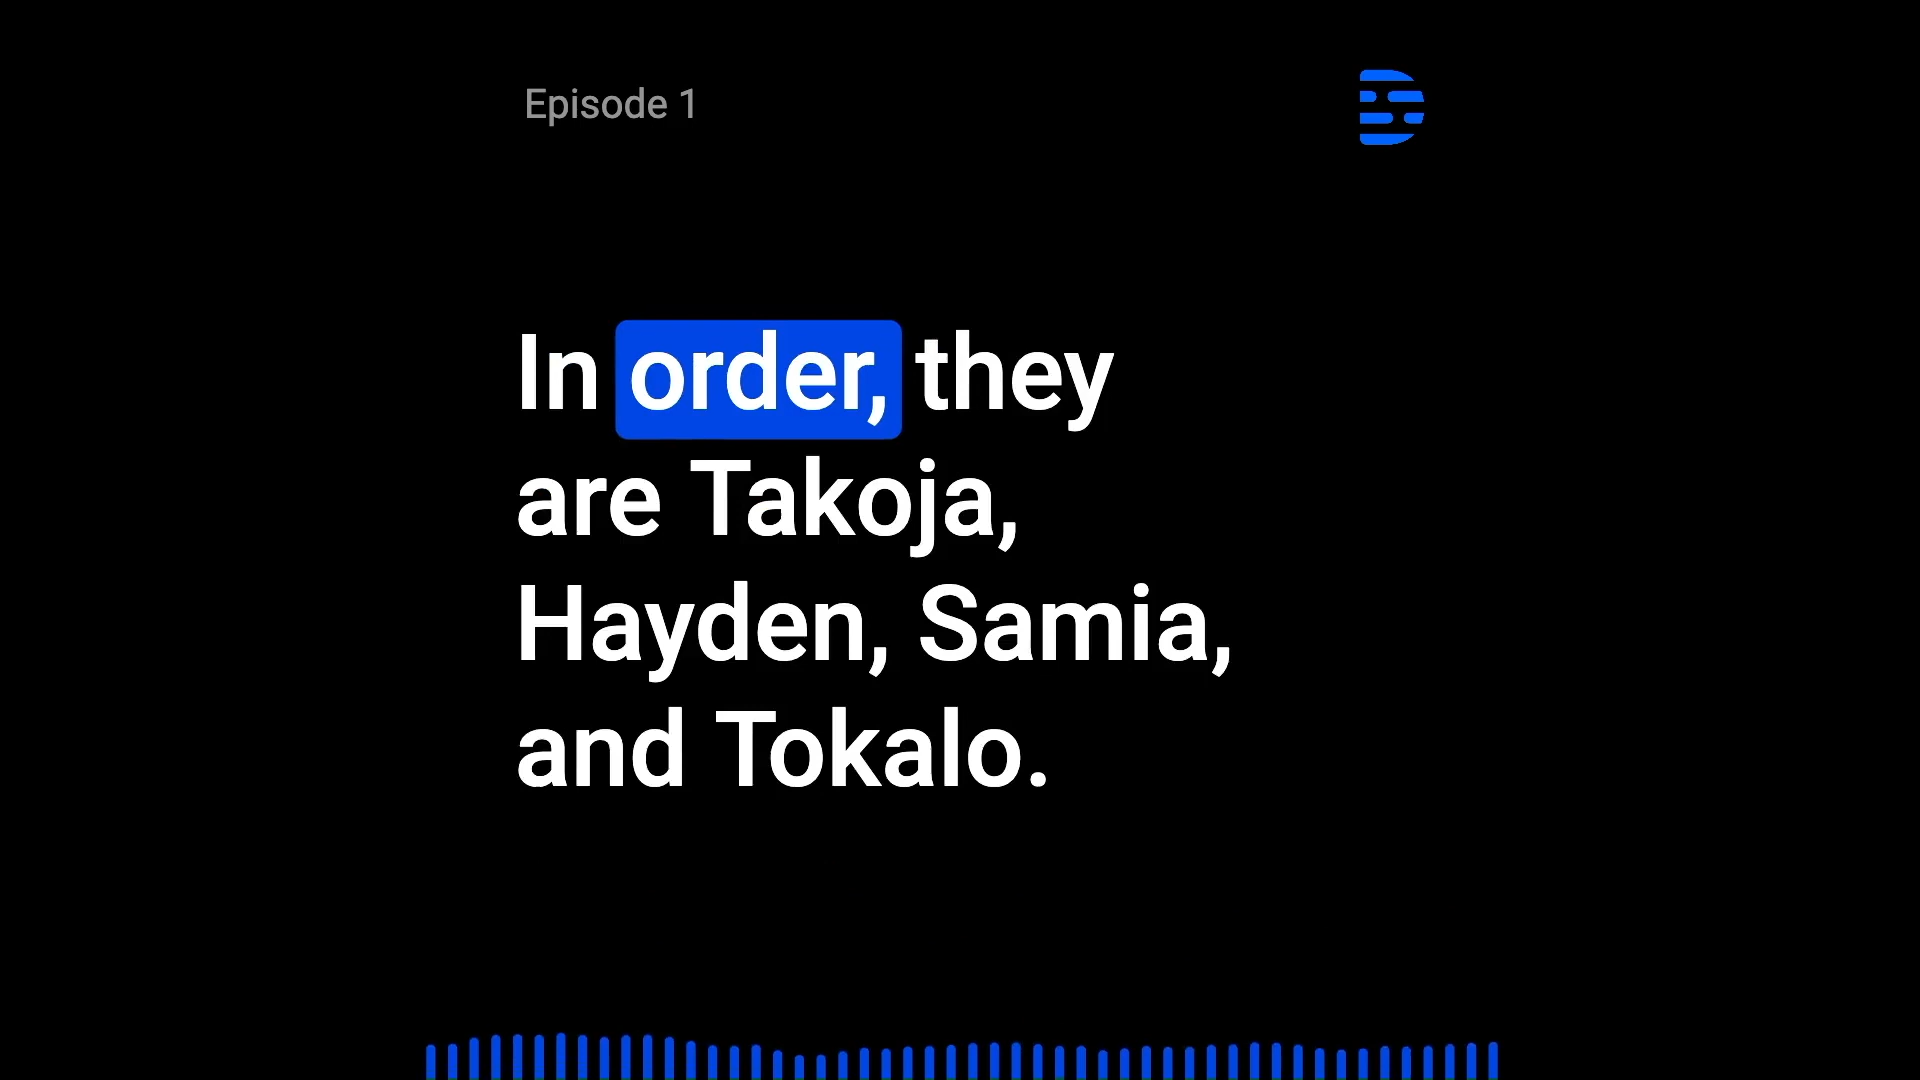 Episode 1
In order, they
are Takoja,
Hayden, Samia,
and Tokalo.